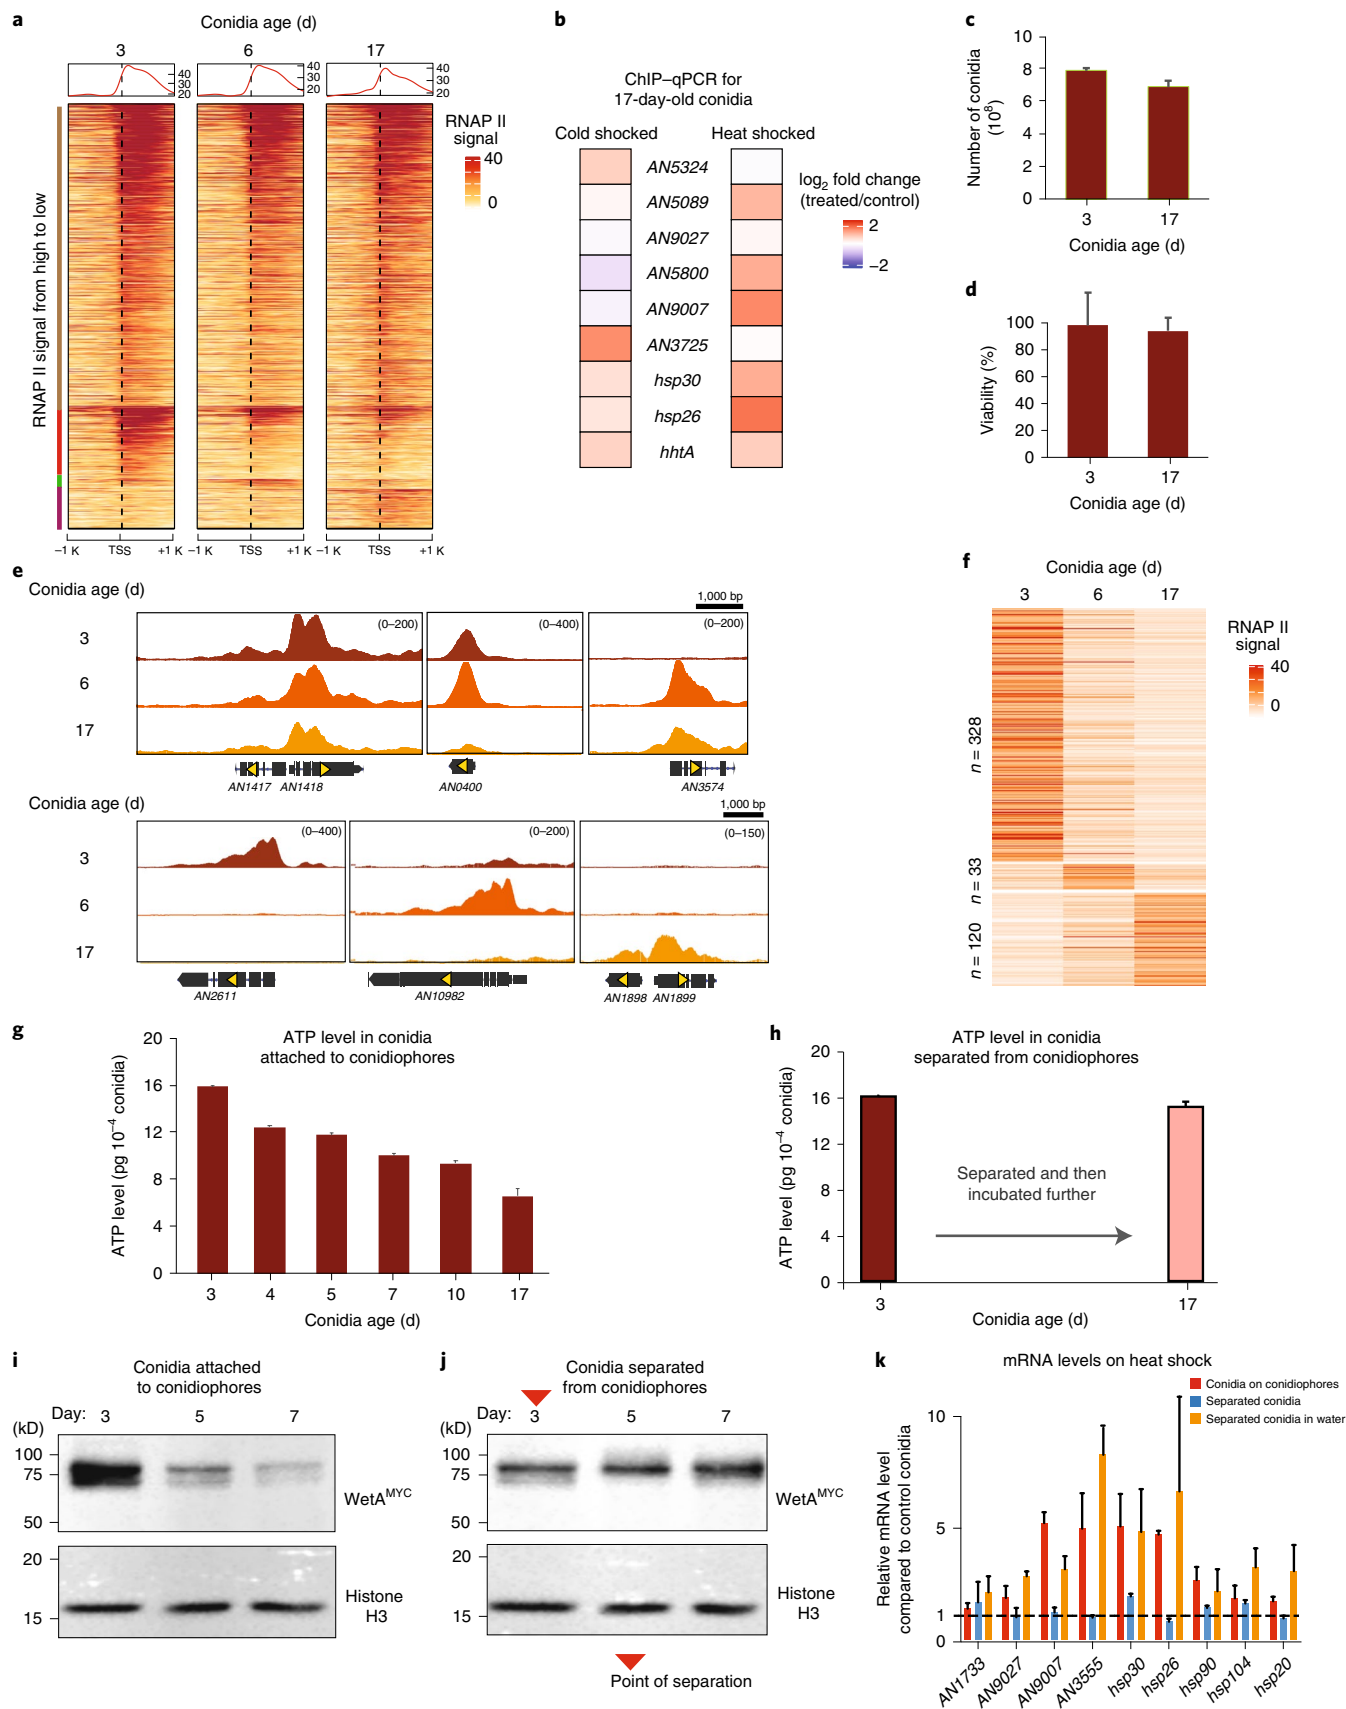 a
Conidia age (d)
3 6 17
40
30
20
40
30
20
40
30
20
RNAP II
signal
40
0
RNAP II signal from high to low
–1 K TSS +1 K –1 K TSS +1 K –1 K TSS +1 K
b
ChIP–qPCR for
17-day-old conidia
Cold shocked Heat shocked
AN5324
AN5089
AN9027
AN5800
AN9007
AN3725
hsp30
hsp26
hhtA
log2 fold change
(treated/control)
2
–2
c
Number of conidia
(10⁸)
10
8
6
4
2
0
3 17
Conidia age (d)
d
Viability (%)
100
80
60
40
20
0
3 17
Conidia age (d)
e
Conidia age (d)
1,000 bp
(0–200) (0–400) (0–200)
3
6
17
AN1417 AN1418 AN0400 AN3574
Conidia age (d)
1,000 bp
(0–400) (0–200) (0–150)
3
6
17
AN2611 AN10982 AN1898 AN1899
f
Conidia age (d)
3 6 17
RNAP II
signal
40
0
n = 328
n = 33
n = 120
g
ATP level in conidia
attached to conidiophores
ATP level (pg 10⁻⁴ conidia)
20
16
12
8
4
0
3 4 5 7 10 17
Conidia age (d)
h
ATP level in conidia
separated from conidiophores
ATP level (pg 10⁻⁴ conidia)
20
16
12
8
4
0
Separated and then
incubated further
3 17
Conidia age (d)
i
Conidia attached
to conidiophores
Day: 3 5 7
(kD)
100
75
50
WetA^MYC
20
15
Histone
H3
j
Conidia separated
from conidiophores
Day: 3 5 7
(kD)
100
75
50
WetA^MYC
20
15
Histone
H3
Point of separation
k
mRNA levels on heat shock
Conidia on conidiophores
Separated conidia
Separated conidia in water
Relative mRNA level
compared to control conidia
10
5
1
0
AN1733 AN9027 AN9007 AN3555 hsp30 hsp26 hsp90 hsp104 hsp20